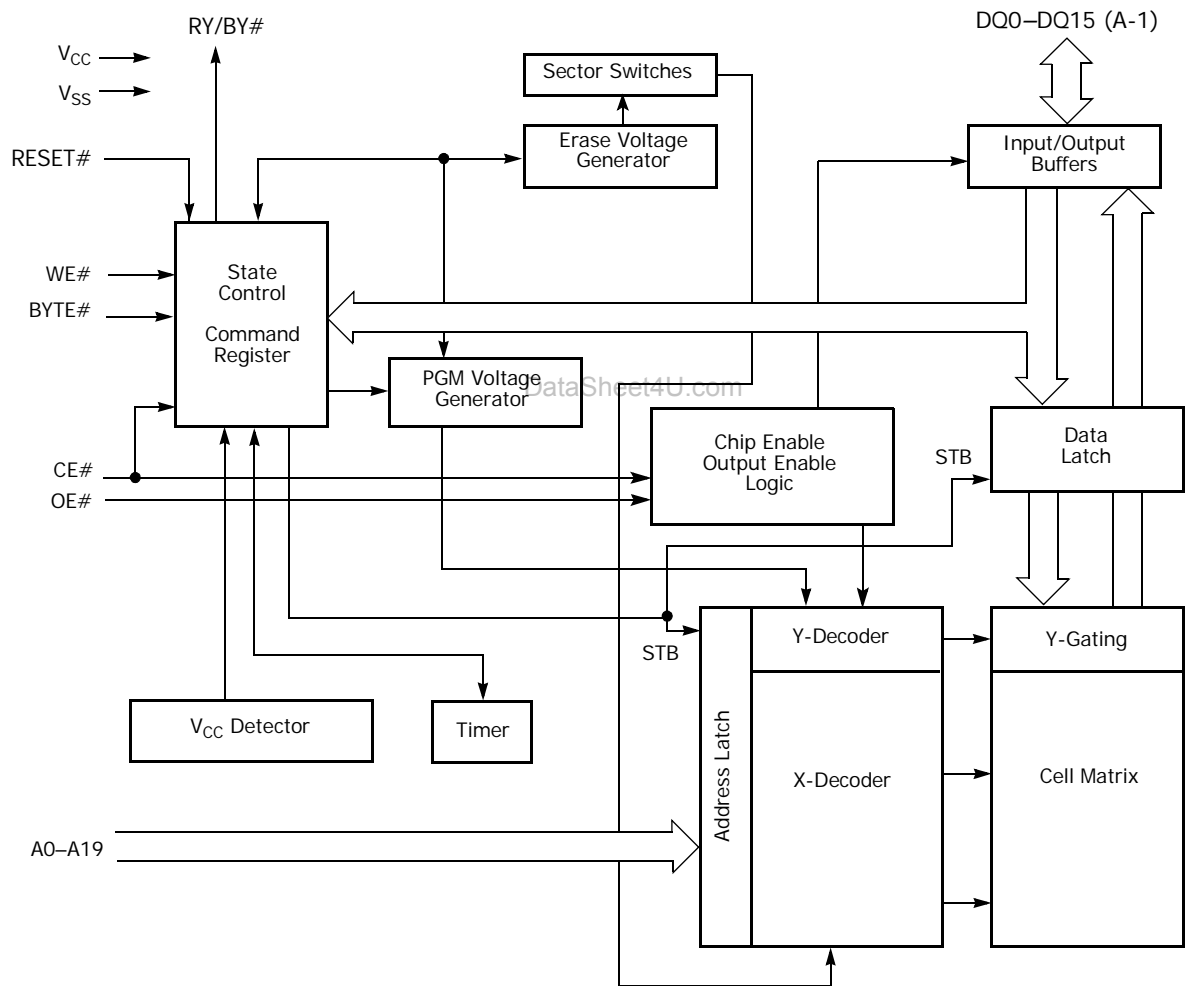 RY/BY#
DQ0–DQ15 (A-1)
VCC
VSS
Sector Switches
Erase Voltage
Generator
Input/Output
Buffers
RESET#
WE#
BYTE#
State
Control
Command
Register
PGM Voltage
Generator
DataSheet4U.com
Chip Enable
Output Enable
Logic
Data
Latch
STB
CE#
OE#
STB
Y-Decoder
Y-Gating
VCC Detector
Timer
Address Latch
X-Decoder
Cell Matrix
A0–A19